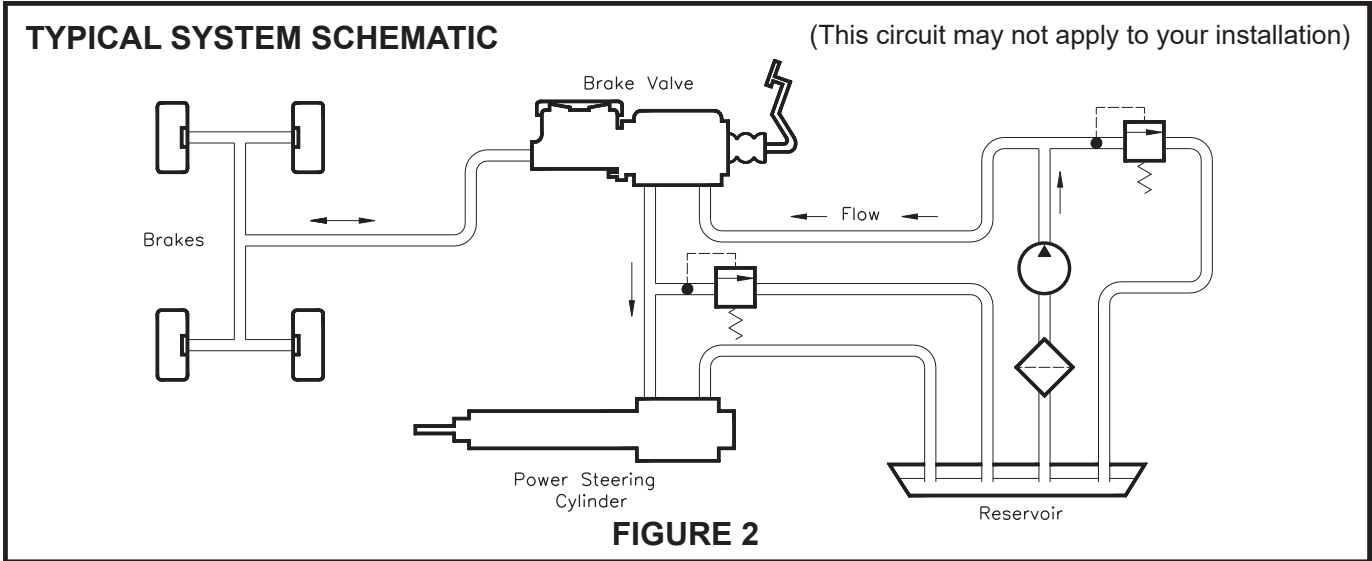 TYPICAL SYSTEM SCHEMATIC
(This circuit may not apply to your installation)
Brake Valve
Flow
Brakes
Power Steering
Cylinder
Reservoir
FIGURE 2